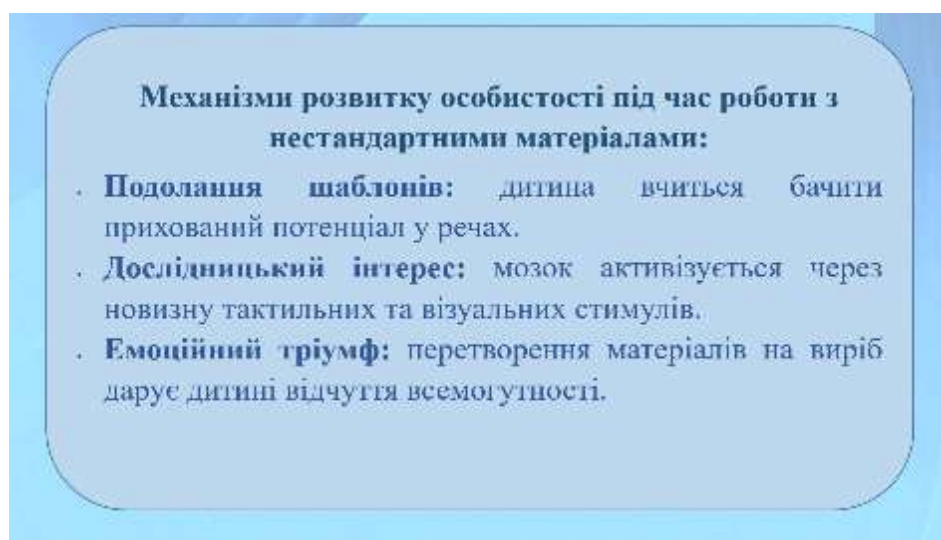 Механізми розвитку особистості під час роботи з
нестандартними матеріалами:
. Подолання шаблонів: дитина вчиться бачити
прихований потенціал у речах.
. Дослідницький інтерес: мозок активізується через
новизну тактильних та візуальних стимулів.
. Емоційний тріумф: перетворення матеріалів на виріб
дарує дитині відчуття всемогутності.